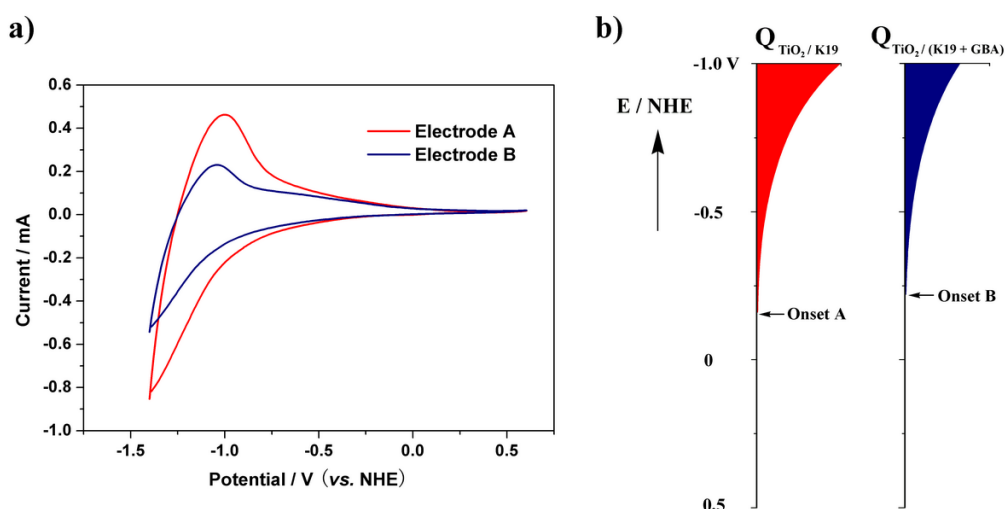 a)
0.6
0.4
0.2
0.0
-0.2
-0.4
-0.6
-0.8
-1.0
Current / mA
Electrode A
Electrode B
-1.5
-1.0
-0.5
0.0
0.5
Potential / V (vs. NHE)
b)
Q TiO2 / K19
Q TiO2 / (K19 + GBA)
-1.0 V
E / NHE
-0.5
Onset A
Onset B
0
0.5